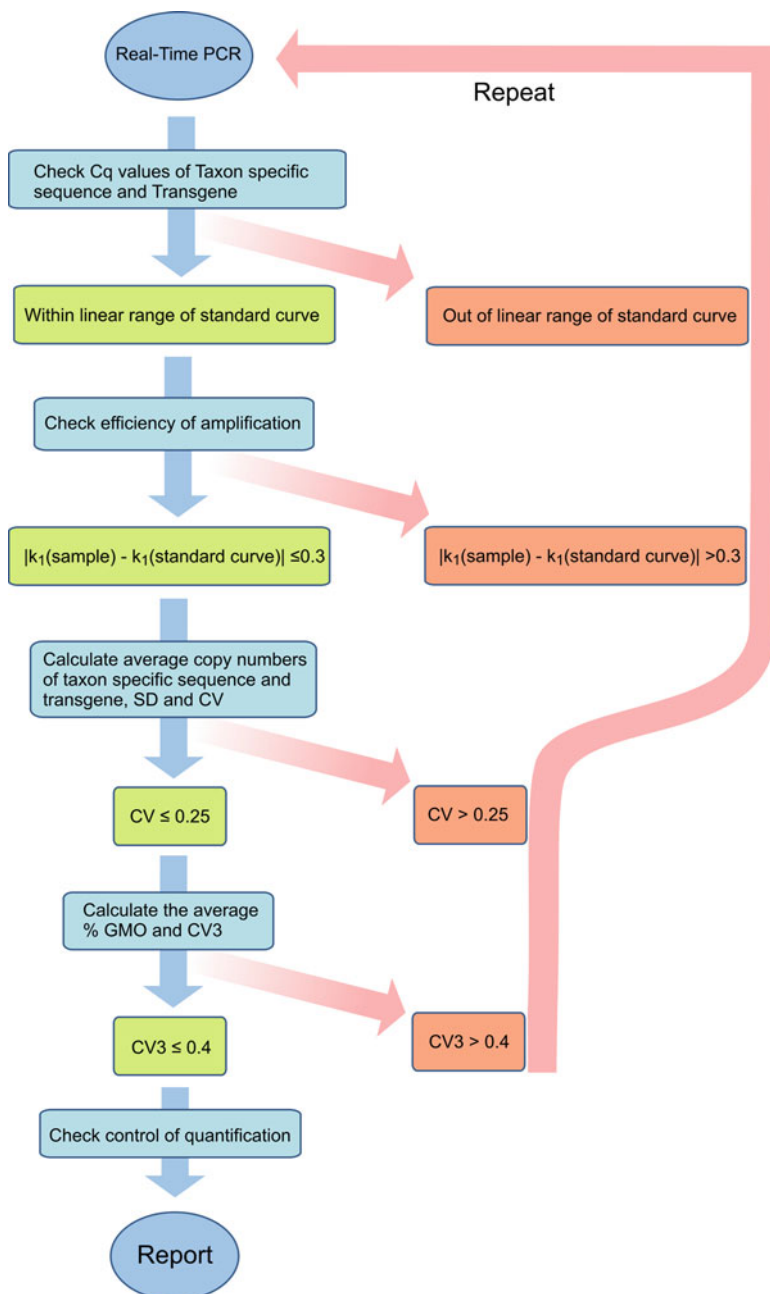 Real-Time PCR
Repeat
Check Cq values of Taxon specific
sequence and Transgene
Within linear range of standard curve
Out of linear range of standard curve
Check efficiency of amplification
|k₁(sample) - k₁(standard curve)| ≤0.3
|k₁(sample) - k₁(standard curve)| >0.3
Calculate average copy numbers
of taxon specific sequence and
transgene, SD and CV
CV ≤ 0.25
CV > 0.25
Calculate the average
% GMO and CV3
CV3 ≤ 0.4
CV3 > 0.4
Check control of quantification
Report